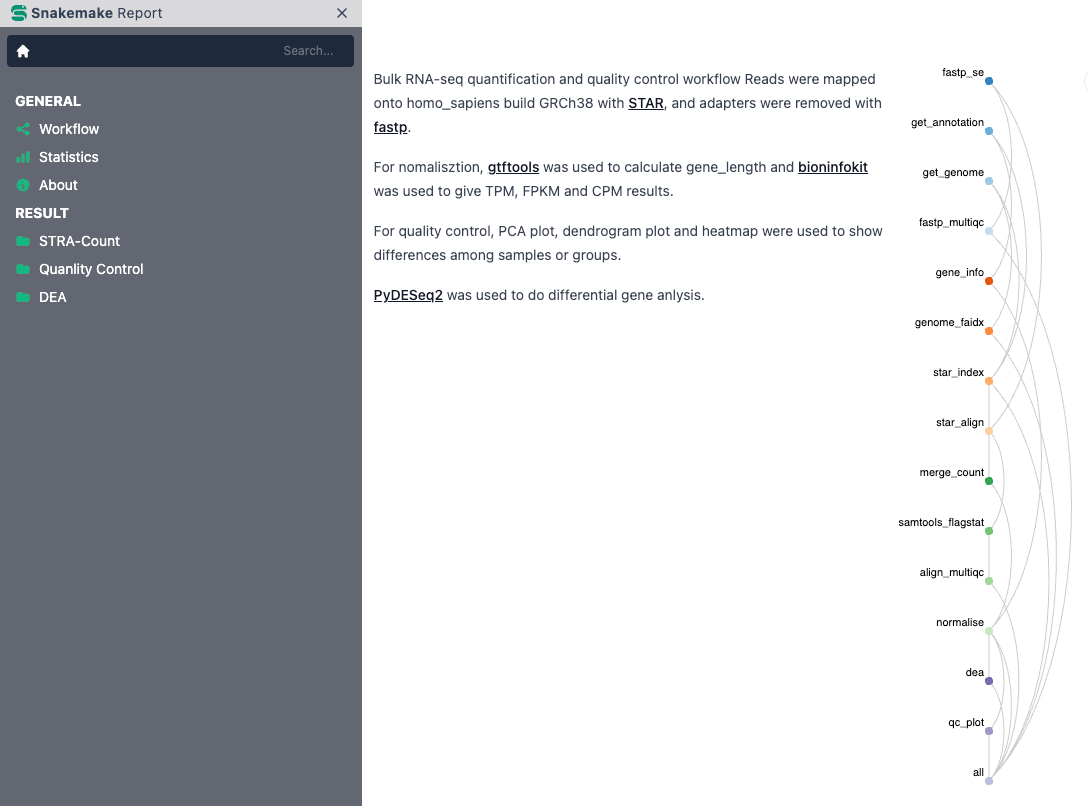 Snakemake Report
Search...
GENERAL
Workflow
Statistics
About
RESULT
STRA-Count
Quanlity Control
DEA
Bulk RNA-seq quantification and quality control workflow Reads were mapped
onto homo_sapiens build GRCh38 with STAR, and adapters were removed with
fastp.
For nomalisztion, gtftools was used to calculate gene_length and bioninfokit
was used to give TPM, FPKM and CPM results.
For quality control, PCA plot, dendrogram plot and heatmap were used to show
differences among samples or groups.
PyDESeq2 was used to do differential gene anlysis.
fastp_se
get_annotation
get_genome
fastp_multiqc
gene_info
genome_faidx
star_index
star_align
merge_count
samtools_flagstat
align_multiqc
normalise
dea
qc_plot
all